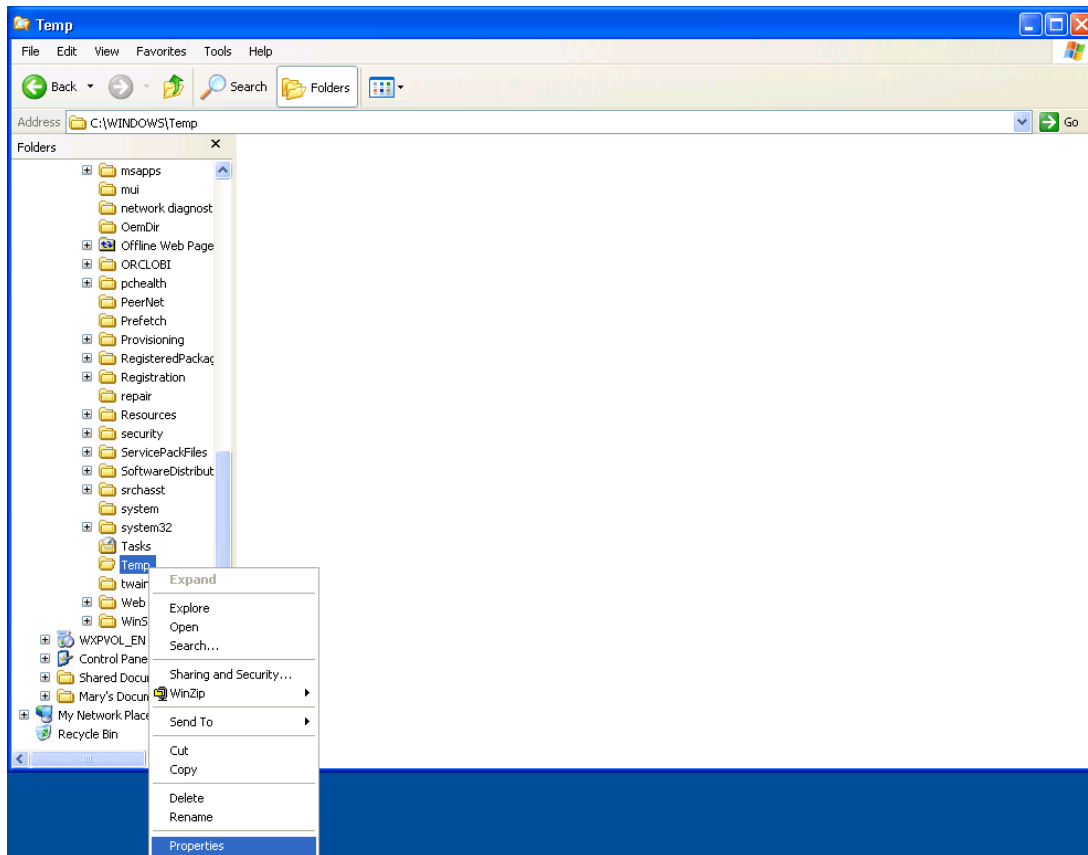 Temp
File Edit View Favorites Tools Help
Back Search Folders
Address C:\WINDOWS\Temp Go
Folders
msapps
mui
network diagnost
OemDir
Offline Web Page
ORCLOBI
pchealth
PeerNet
Prefetch
Provisioning
RegisteredPackag
Registration
repair
Resources
security
ServicePackFiles
SoftwareDistribut
srchasst
system
system32
Tasks
Temp
twain
Web
WinS
WXPVOL_EN
Control Pane
Shared Docu
Mary's Docum
My Network Place
Recycle Bin
Expand
Explore
Open
Search...
Sharing and Security...
WinZip
Send To
Cut
Copy
Delete
Rename
Properties